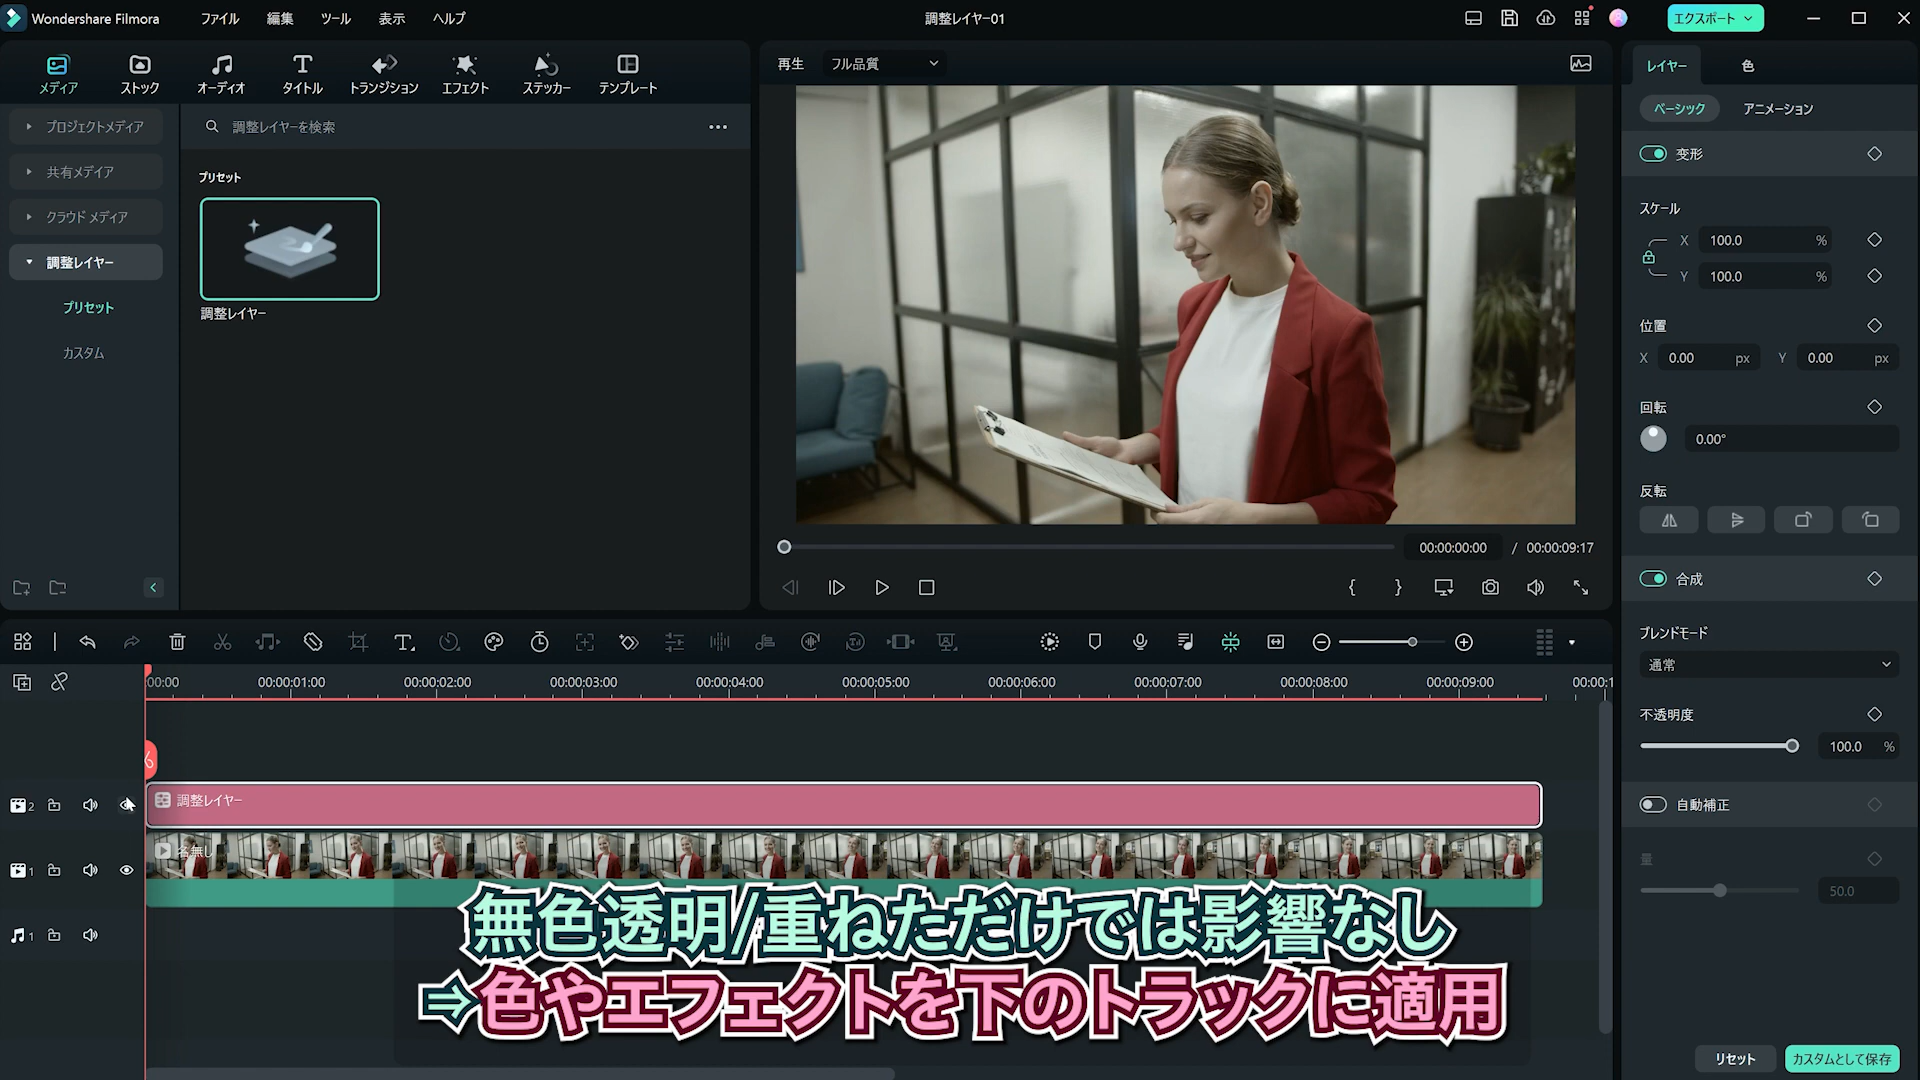 Wondershare Filmora
ファイル
編集
ツール
表示
ヘルプ
調整レイヤー01
エクスポート
メディア
ストック
オーディオ
タイトル
トランジション
エフェクト
ステッカー
テンプレート
プロジェクトメディア
共有メデイア
クラウド メディア
調整レイヤー
プリセット
カスタム
調整レイヤーを検索
プリセット
調整レイヤー
再生
フル品質
00:00:00:00
/ 00:00:09:17
レイヤー
色
ベーシック
アニメーション
変形
スケール
X 100.0 %
Y 100.0 %
位置
X 0.00 px Y 0.00 px
回転
0.00°
反転
合成
ブレンドモード
通常
不透明度
100.0 %
自動補正
量
50.0
リセット
カスタムとして保存
00:00
00:00:01:00
00:00:02:00
00:00:03:00
00:00:04:00
00:00:05:00
00:00:06:00
00:00:07:00
00:00:08:00
00:00:09:00
00:00:1
2
調整レイヤー
1
名無し
1
無色透明/重ねただけでは影響なし
⇒色やエフェクトを下のトラックに適用